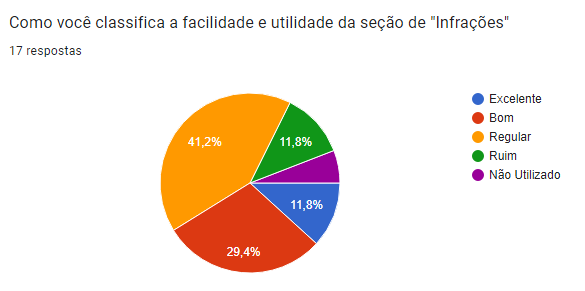 Como você classifica a facilidade e utilidade da seção de "Infrações"
17 respostas
Excelente
Bom
Regular
Ruim
Não Utilizado
41,2%
11,8%
11,8%
29,4%